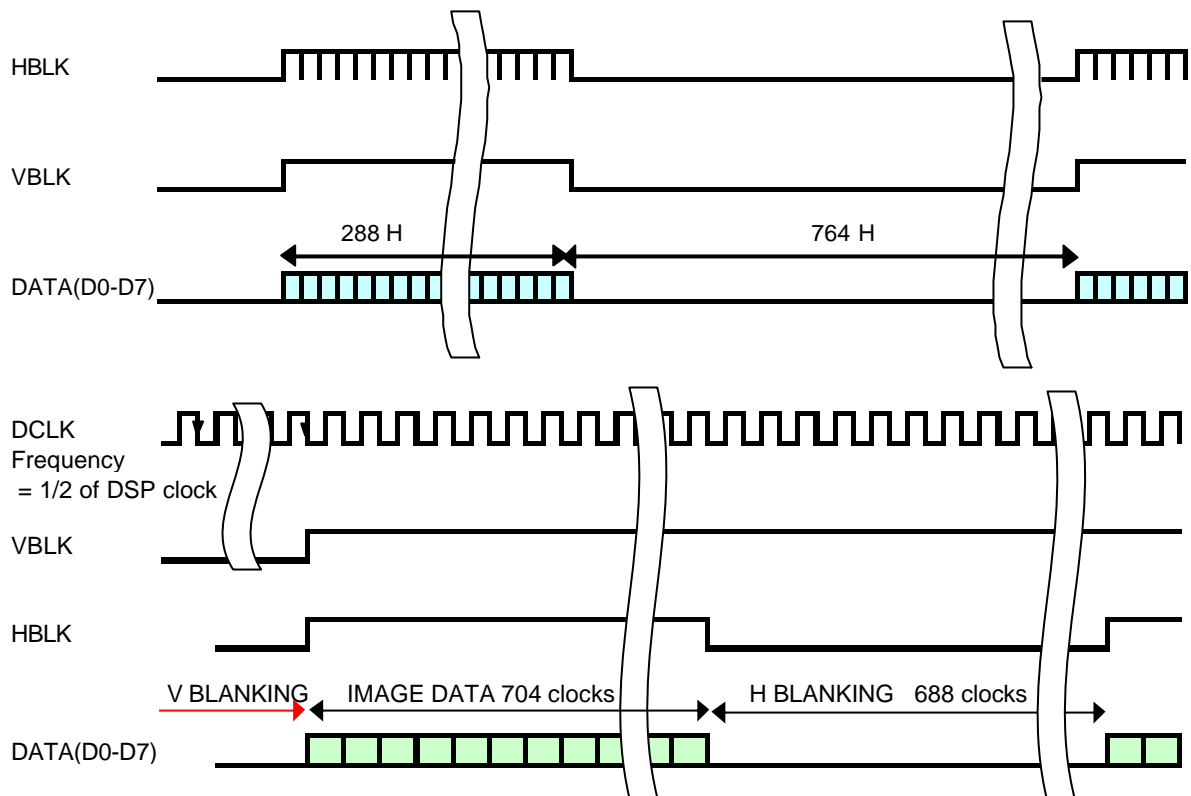 HBLK
VBLK
288 H
764 H
DATA(D0-D7)
DCLK
Frequency
= 1/2 of DSP clock
VBLK
HBLK
V BLANKING
IMAGE DATA 704 clocks
H BLANKING 688 clocks
DATA(D0-D7)